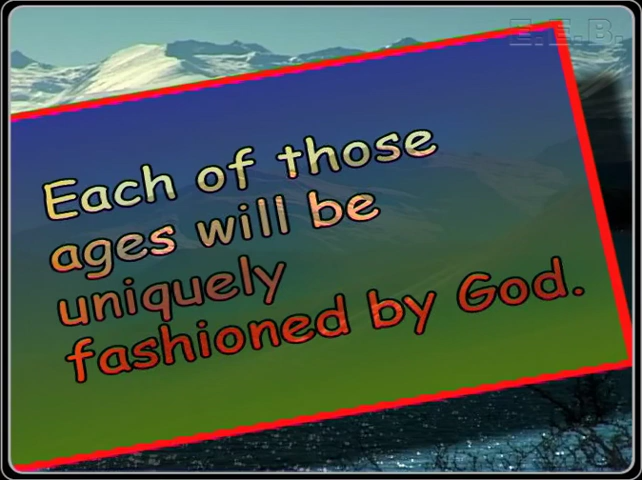 E.E.B.
Each of those
ages will be
uniquely
fashioned by God.